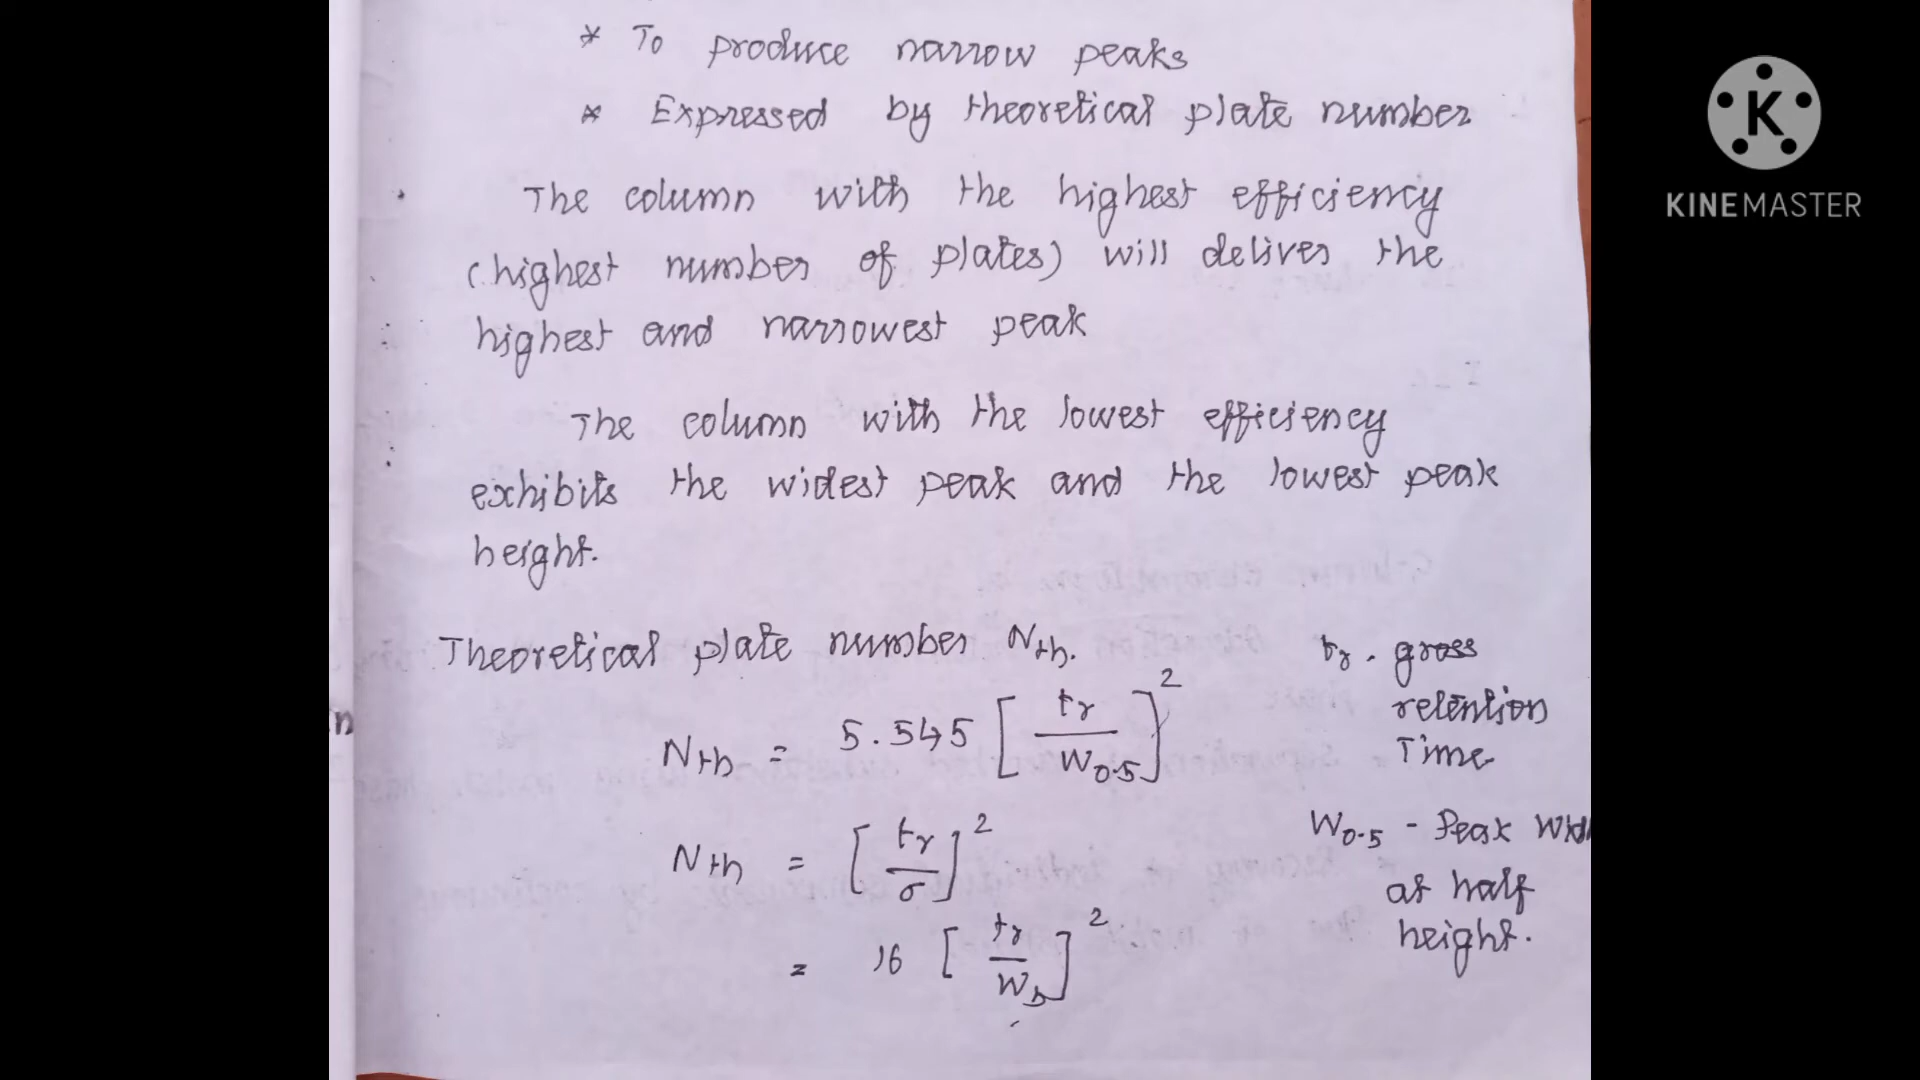 * To produce narrow peaks
* Expressed by theoretical plate number
The column with the highest efficiency
(highest number of plates) will deliver the
highest and narrowest peak
The column with the lowest efficiency
exhibits the widest peak and the lowest peak
height.
Theoretical plate number Nth.
Nth = 5.545 [tr/W0.5]²
Nth = [tr/σ]²
= 16 [tr/Wb]²
tr - gross
retention
Time
W0.5 - Peak
at half
height.
n
KINEMASTER